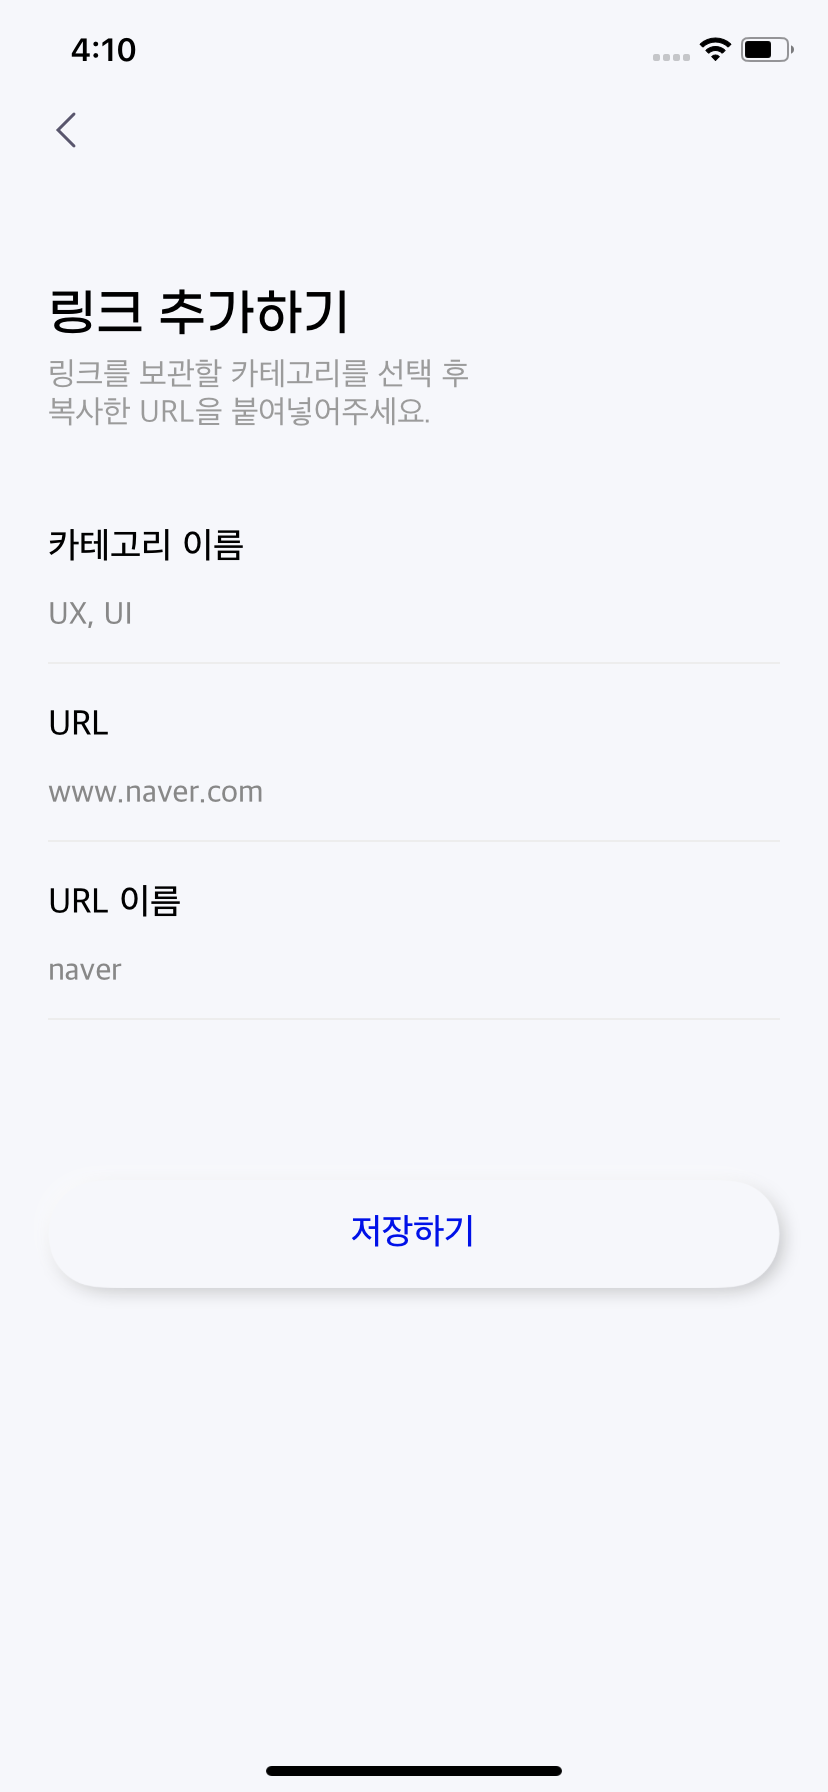 4:10
링크 추가하기
링크를 보관할 카테고리를 선택 후
복사한 URL을 붙여넣어주세요.
카테고리 이름
UX, UI
URL
www.naver.com
URL 이름
naver
저장하기